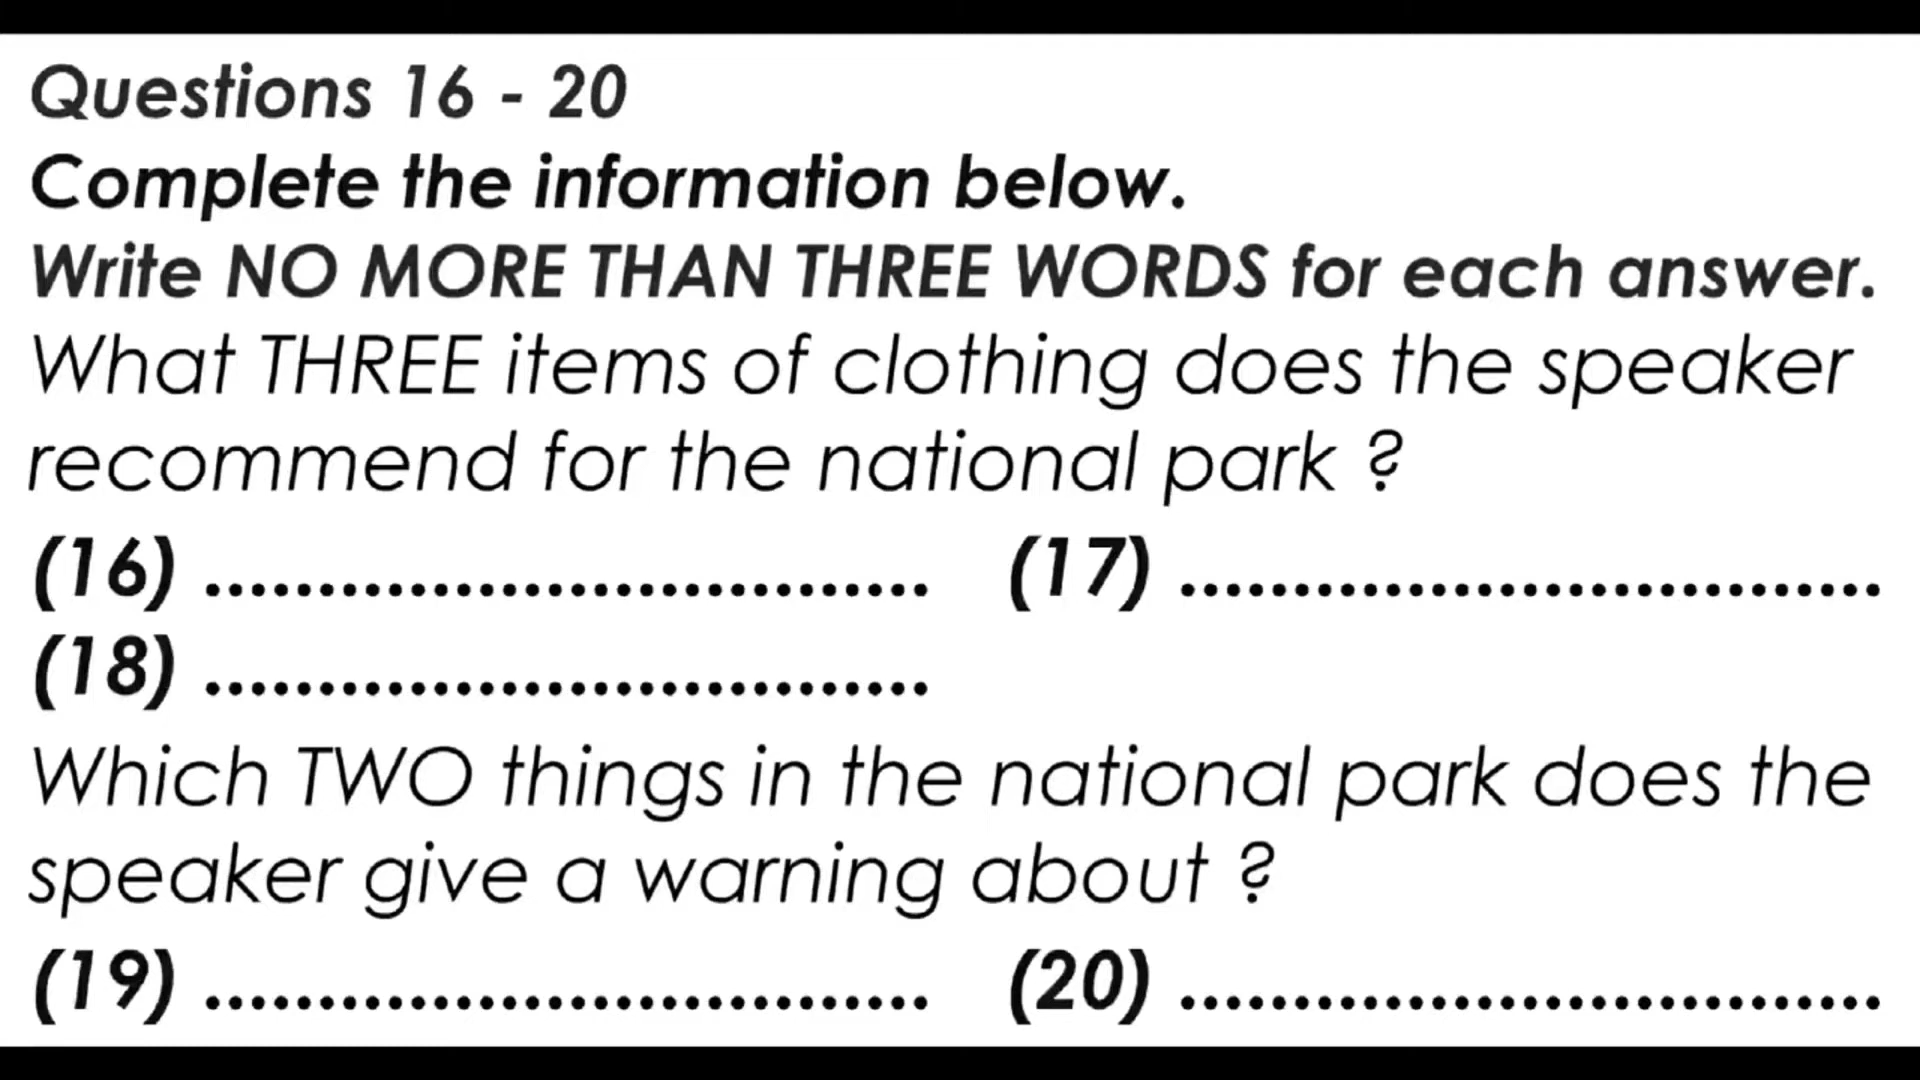 Questions 16 - 20
Complete the information below.
Write NO MORE THAN THREE WORDS for each answer.
What THREE items of clothing does the speaker
recommend for the national park ?
(16) ................................ (17) ...............................
(18) ................................
Which TWO things in the national park does the
speaker give a warning about ?
(19) ................................ (20) ...............................